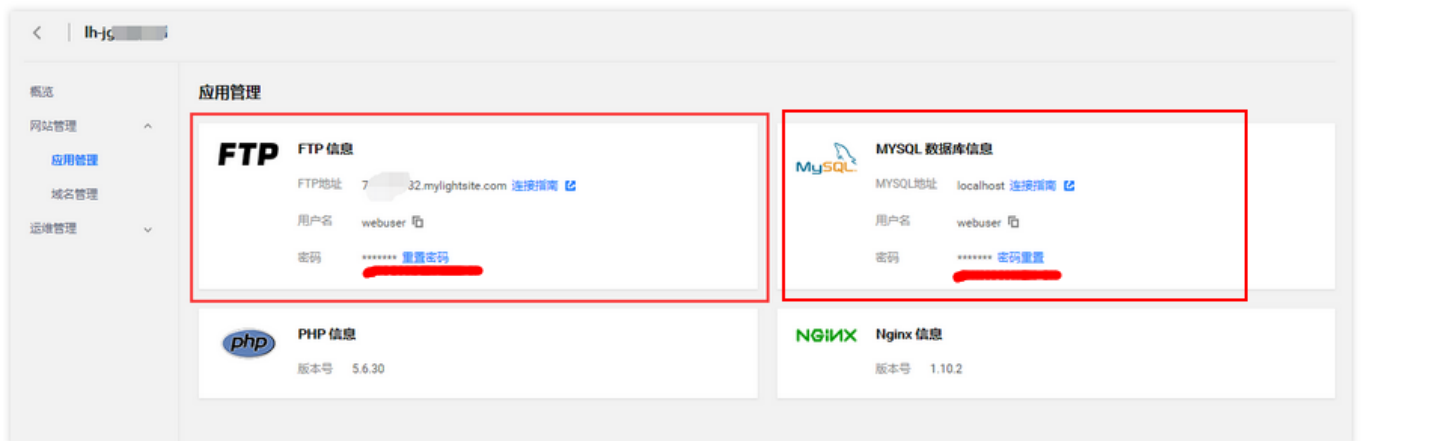 lh-jg
概览
网站管理
应用管理
域名管理
运维管理
应用管理
FTP
FTP 信息
FTP地址 7 32.mylightsite.com 连接指南
用户名 webuser
密码 ******* 重置密码
MySQL
MYSQL 数据库信息
MYSQL地址 localhost 连接指南
用户名 webuser
密码 ******* 密码重置
php
PHP 信息
版本号 5.6.30
NGINX
Nginx 信息
版本号 1.10.2